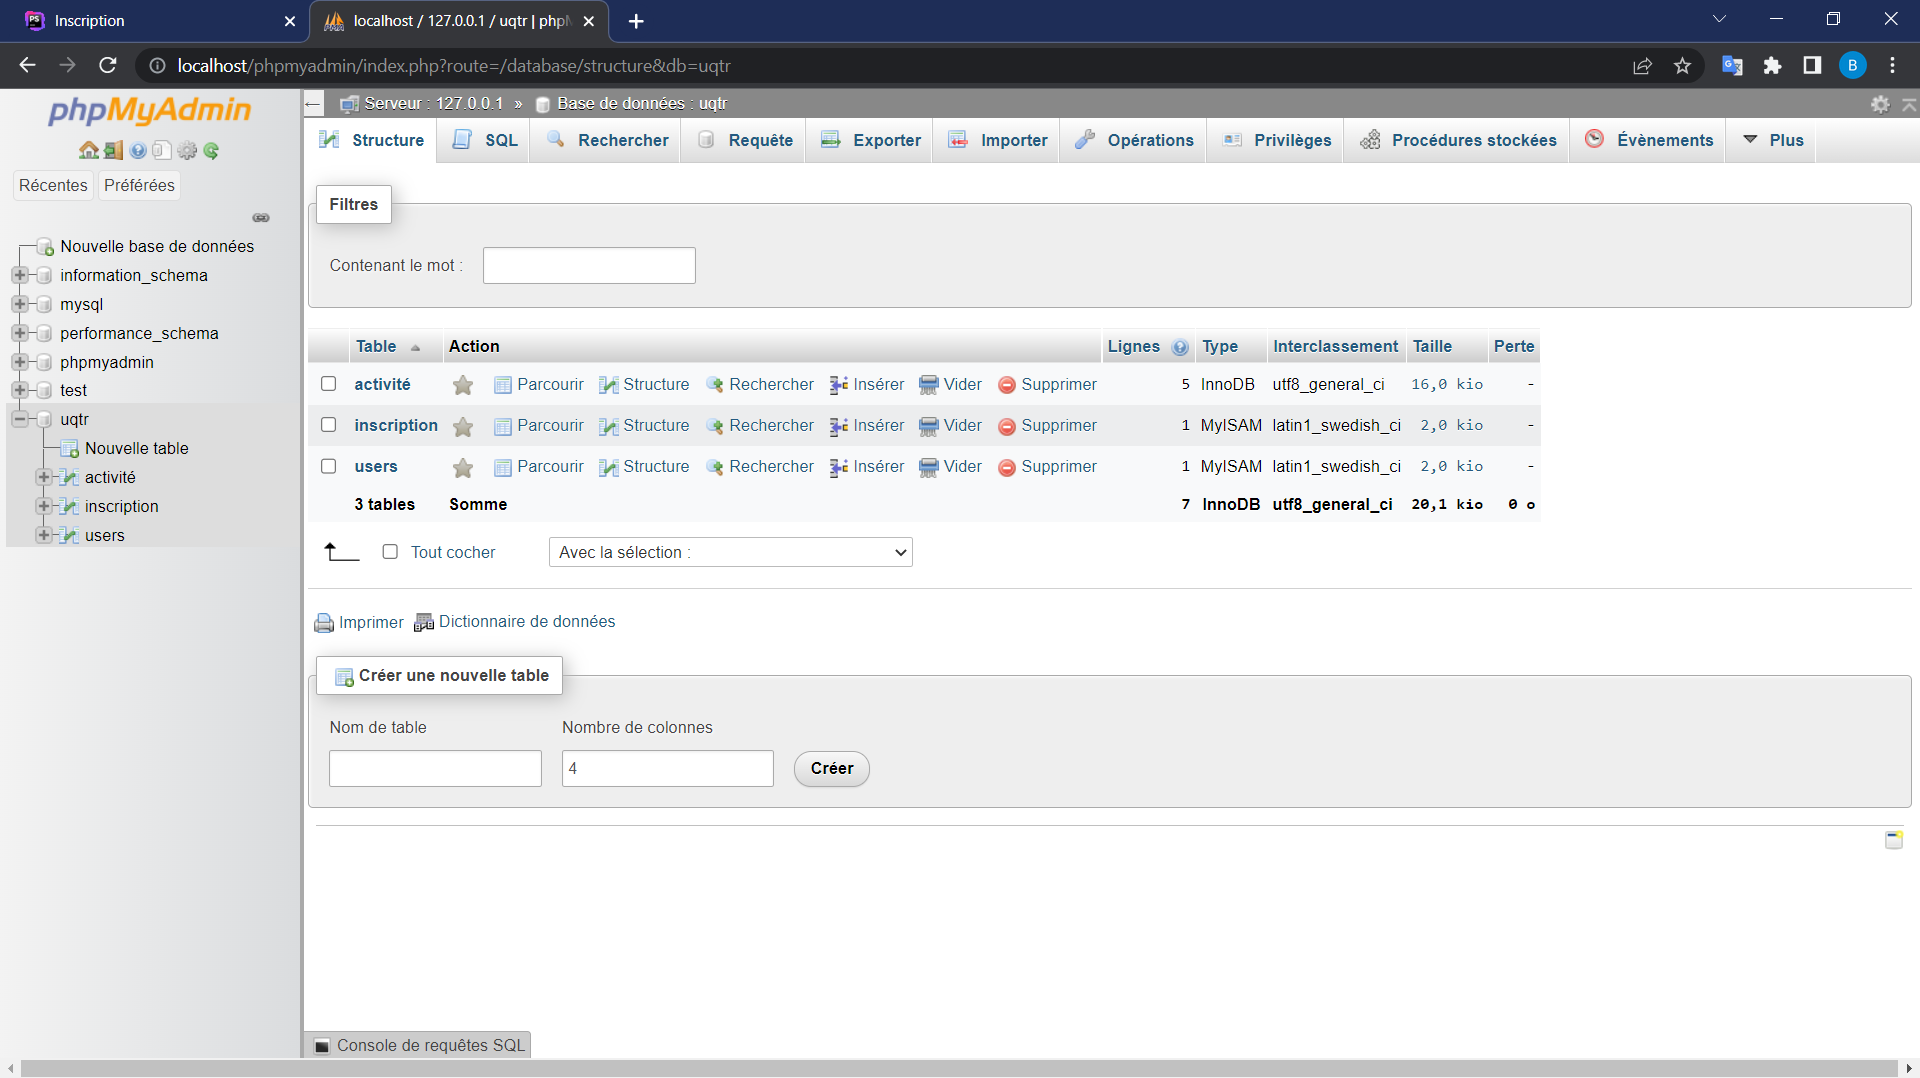 Inscription
localhost / 127.0.0.1 / uqtr | phpM
localhost/phpmyadmin/index.php?route=/database/structure&db=uqtr
B
phpMyAdmin
Récentes Préférées
Nouvelle base de données
information_schema
mysql
performance_schema
phpmyadmin
test
uqtr
Nouvelle table
activité
inscription
users
Serveur : 127.0.0.1 » Base de données : uqtr
Structure SQL Rechercher Requête Exporter Importer Opérations Privilèges Procédures stockées Évènements Plus
Filtres
Contenant le mot :
Table Action Lignes Type Interclassement Taille Perte
activité Parcourir Structure Rechercher Insérer Vider Supprimer 5 InnoDB utf8_general_ci 16,0 kio -
inscription Parcourir Structure Rechercher Insérer Vider Supprimer 1 MyISAM latin1_swedish_ci 2,0 kio -
users Parcourir Structure Rechercher Insérer Vider Supprimer 1 MyISAM latin1_swedish_ci 2,0 kio -
3 tables Somme 7 InnoDB utf8_general_ci 20,1 kio 0 o
Tout cocher Avec la sélection :
Imprimer Dictionnaire de données
Créer une nouvelle table
Nom de table Nombre de colonnes
4 Créer
Console de requêtes SQL